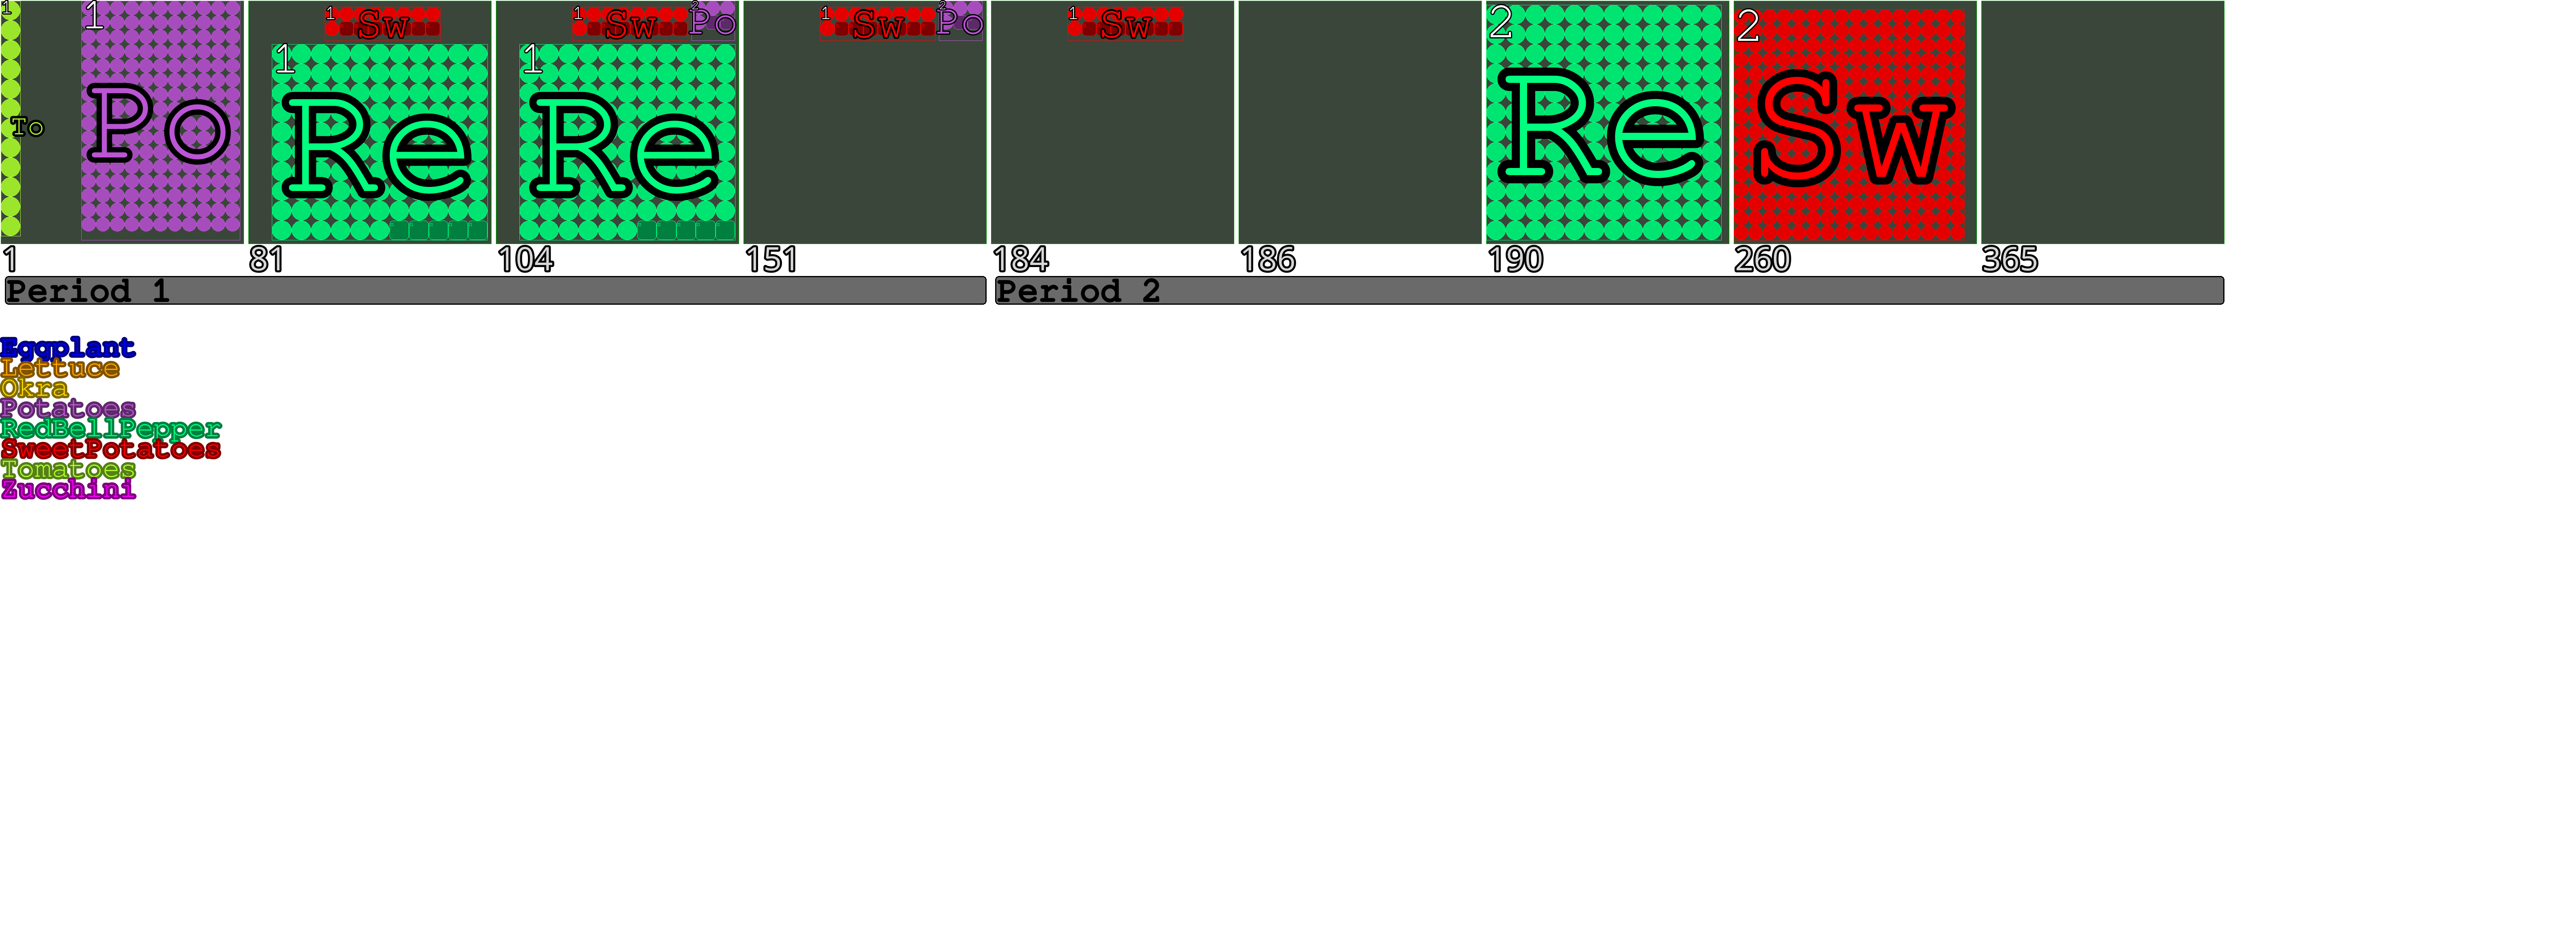 1 To 1 Po 1 Sw 1 Re 1 Sw 2 Po 1 Re 1 Sw 2 Po 1 Sw 2 Re 2 Sw
1 81 104 151 184 186 190 260 365
Period 1 Period 2
Eggplant
Lettuce
Okra
Potatoes
RedBellPepper
SweetPotatoes
Tomatoes
Zucchini